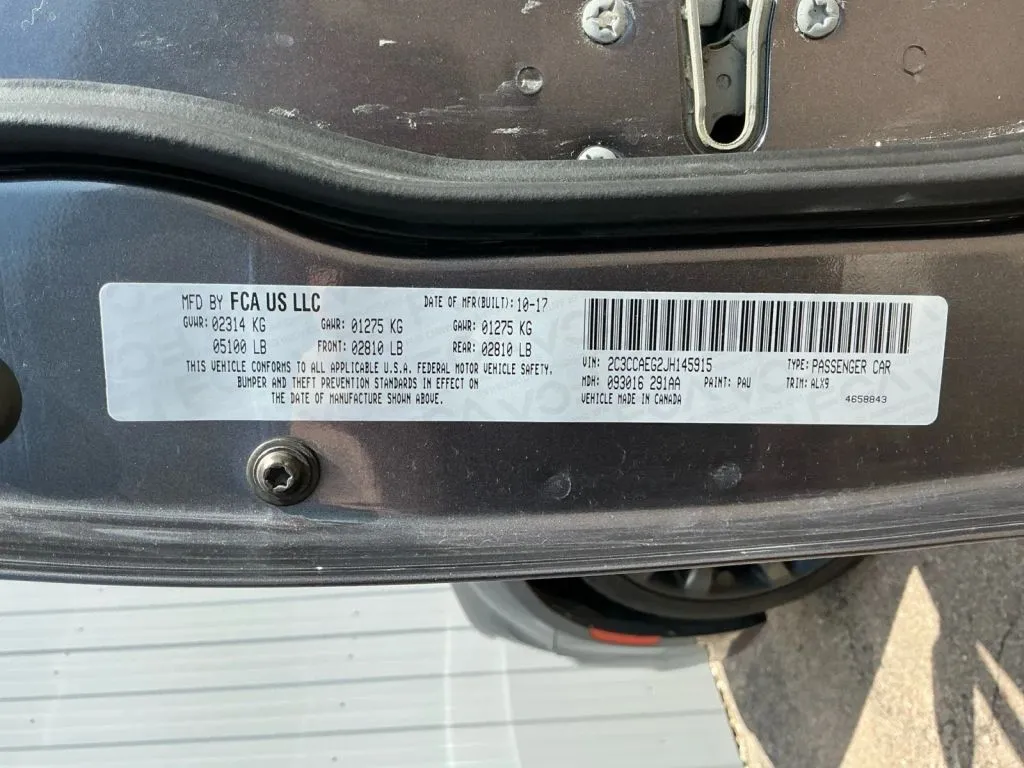 MFD BY FCA US LLC
DATE OF MFR(BUILT): 10-17
GVWR: 02314 KG GAWR: 01275 KG GAWR: 01275 KG
05100 LB FRONT: 02810 LB REAR: 02810 LB
THIS VEHICLE CONFORMS TO ALL APPLICABLE U.S.A. FEDERAL MOTOR VEHICLE SAFETY,
BUMPER AND THEFT PREVENTION STANDARDS IN EFFECT ON
THE DATE OF MANUFACTURE SHOWN ABOVE.
VIN: 2C3CCAEG2JH145915 TYPE: PASSENGER CAR
MDH: 093016 291AA PAINT: PAU TRIM: ALX9
VEHICLE MADE IN CANADA 4658843